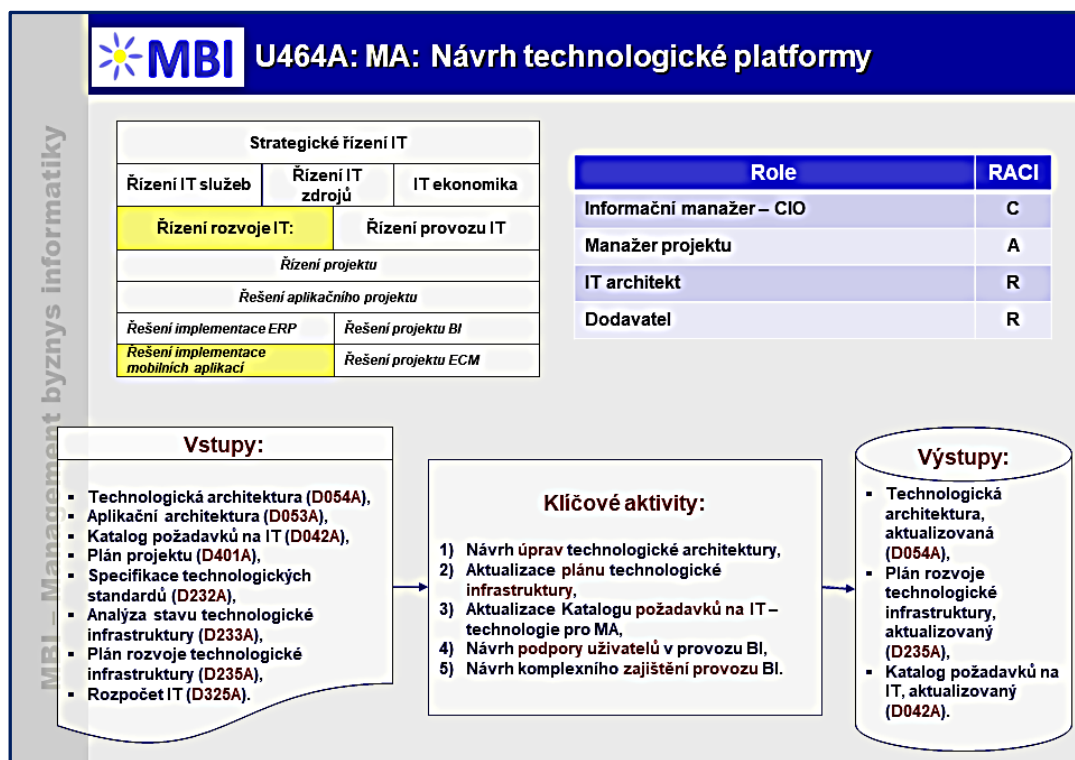 MBI
U464A: MA: Návrh technologické platformy
MBI – Management byznys informatiky
Strategické řízení IT
Řízení IT služeb
Řízení IT
zdrojů
IT ekonomika
Řízení rozvoje IT:
Řízení provozu IT
Řízení projektu
Řešení aplikačního projektu
Řešení implementace ERP
Řešení projektu BI
Řešení implementace
mobilních aplikací
Řešení projektu ECM
Role RACI
Informační manažer – CIO C
Manažer projektu A
IT architekt R
Dodavatel R
Vstupy:
▪ Technologická architektura (D054A),
▪ Aplikační architektura (D053A),
▪ Katalog požadavků na IT (D042A),
▪ Plán projektu (D401A),
▪ Specifikace technologických
standardů (D232A),
▪ Analýza stavu technologické
infrastruktury (D233A),
▪ Plán rozvoje technologické
infrastruktury (D235A),
▪ Rozpočet IT (D325A).
Klíčové aktivity:
1) Návrh úprav technologické architektury,
2) Aktualizace plánu technologické
infrastruktury,
3) Aktualizace Katalogu požadavků na IT –
technologie pro MA,
4) Návrh podpory uživatelů v provozu BI,
5) Návrh komplexního zajištění provozu BI.
Výstupy:
▪ Technologická
architektura,
aktualizovaná
(D054A),
▪ Plán rozvoje
technologické
infrastruktury,
aktualizovaný
(D235A),
▪ Katalog požadavků na
IT, aktualizovaný
(D042A).